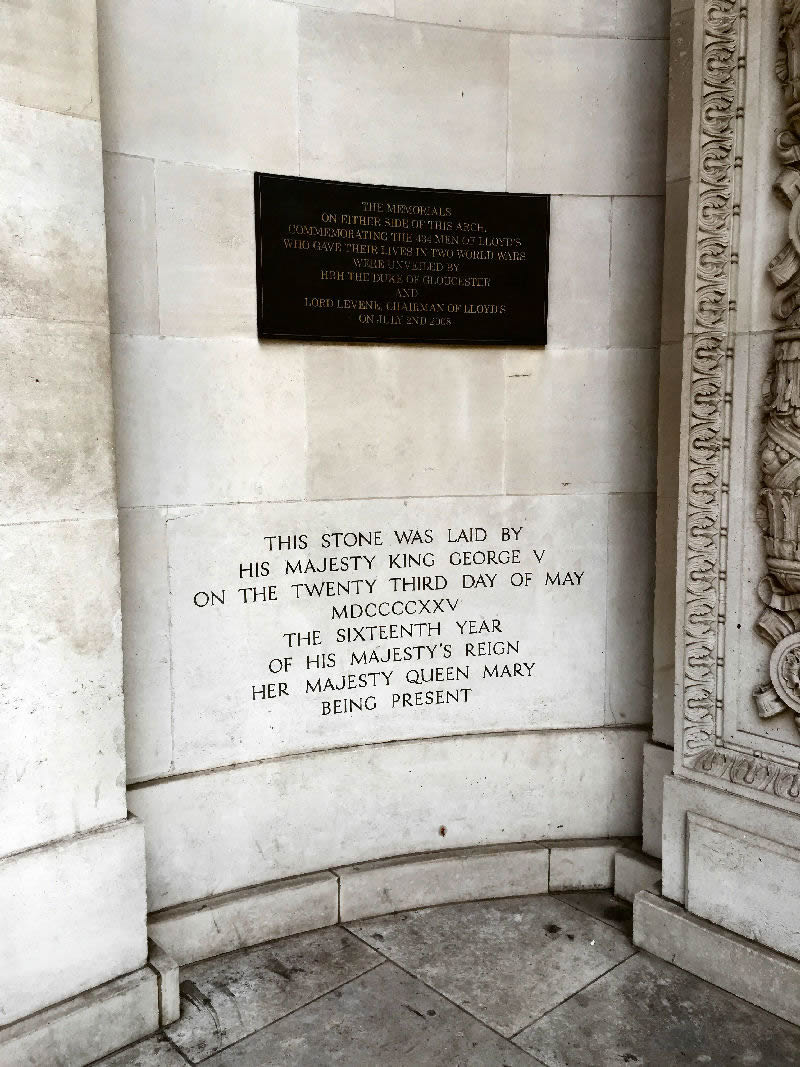 THE MEMORIALS
ON EITHER SIDE OF THIS ARCH,
COMMEMORATING THE 434 MEN OF LLOYD'S
WHO GAVE THEIR LIVES IN TWO WORLD WARS
WERE UNVEILED BY
HRH THE DUKE OF GLOUCESTER
AND
LORD LEVENE, CHAIRMAN OF LLOYD'S
ON JULY 2ND 2008
THIS STONE WAS LAID BY
HIS MAJESTY KING GEORGE V
ON THE TWENTY THIRD DAY OF MAY
MDCCCCXXV
THE SIXTEENTH YEAR
OF HIS MAJESTY'S REIGN
HER MAJESTY QUEEN MARY
BEING PRESENT